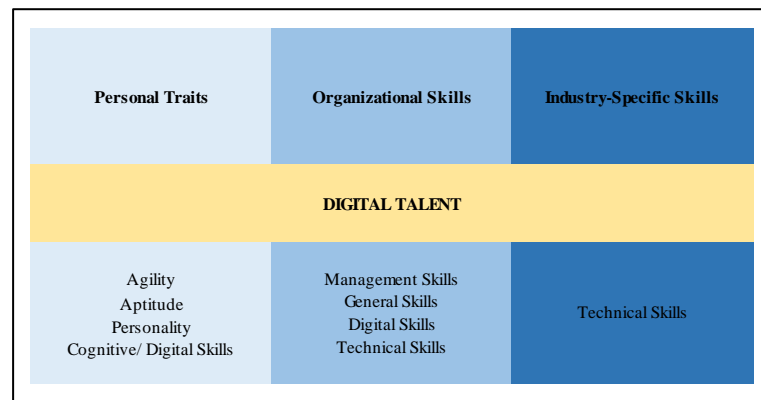 Personal Traits
Organizational Skills
Industry-Specific Skills
DIGITAL TALENT
Agility
Aptitude
Personality
Cognitive/ Digital Skills
Management Skills
General Skills
Digital Skills
Technical Skills
Technical Skills